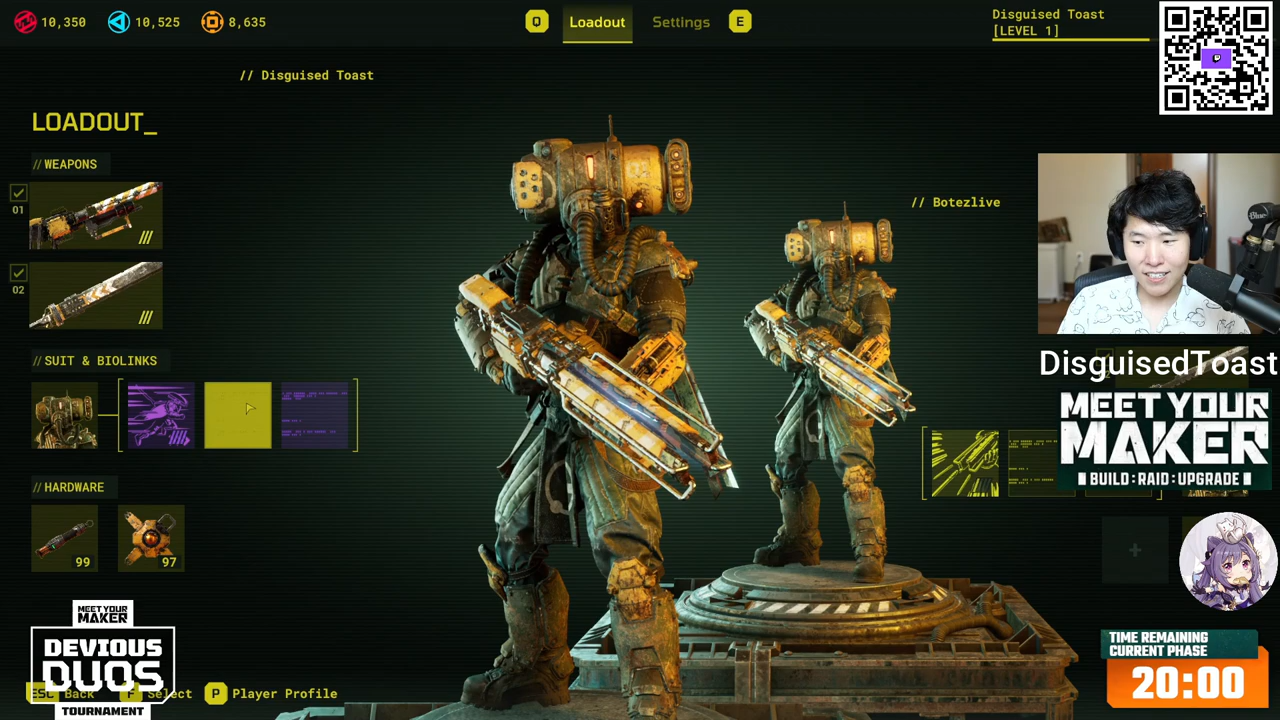 10,350 10,525 8,635
Q Loadout Settings E
Disguised Toast
[LEVEL 1]
// Disguised Toast
LOADOUT_
// WEAPONS
01
02
// Botezlive
DisguisedToast
// SUIT & BIOLINKS
MEET YOUR
MAKER
BUILD : RAID : UPGRADE
// HARDWARE
99 97
+
MEET YOUR
MAKER
DEVIOUS
DUOS
TOURNAMENT
ESC Back F Select P Player Profile
TIME REMAINING
CURRENT PHASE
20:00